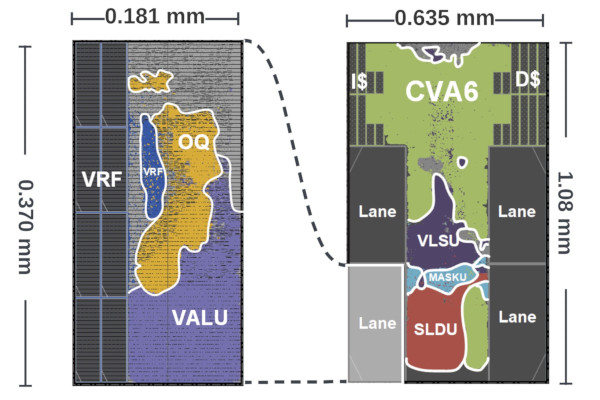 0.181 mm
0.635 mm
I$
CVA6
D$
OQ
VRF
VRF
0.370 mm
Lane
Lane
1.08 mm
VLSU
MASKU
VALU
Lane
SLDU
Lane